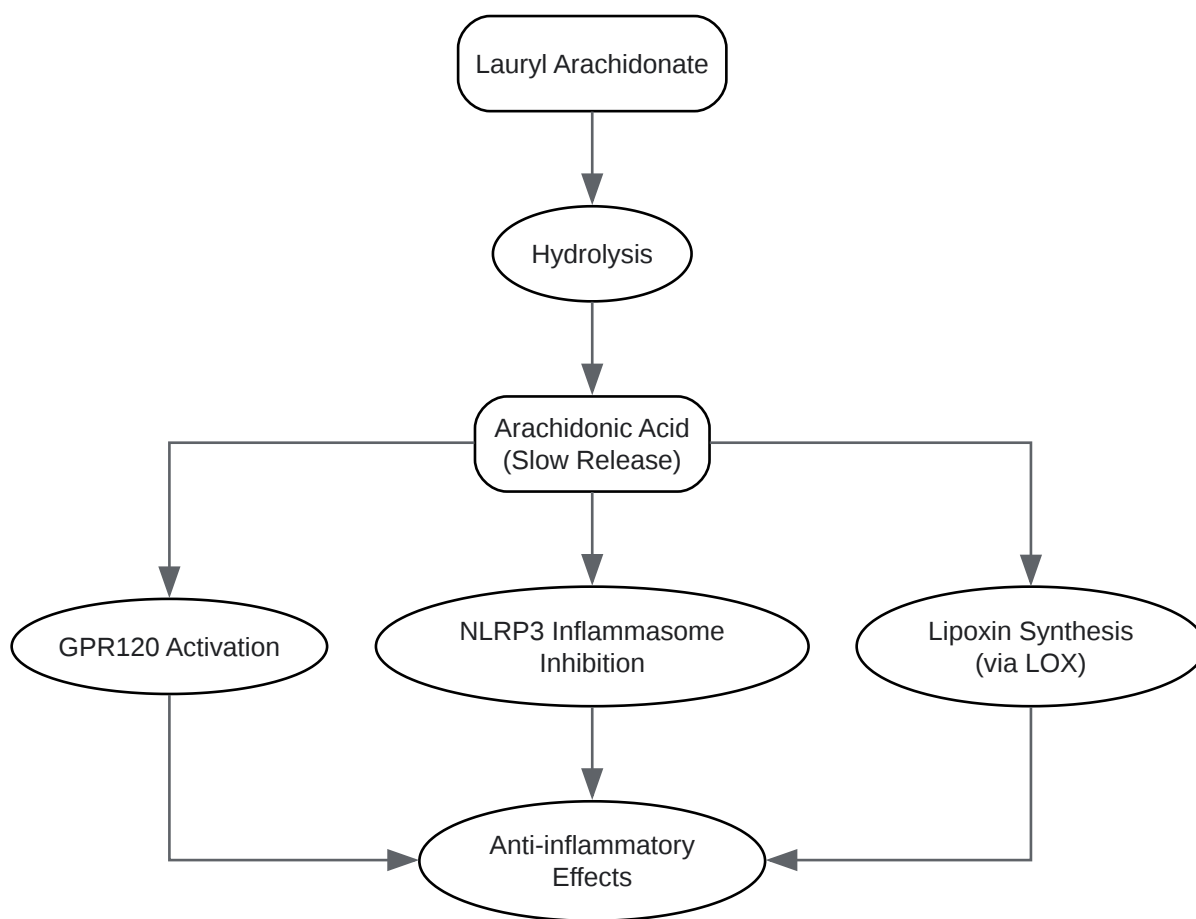 Lauryl Arachidonate
Hydrolysis
Arachidonic Acid
(Slow Release)
GPR120 Activation
NLRP3 Inflammasome
Inhibition
Lipoxin Synthesis
(via LOX)
Anti-inflammatory
Effects